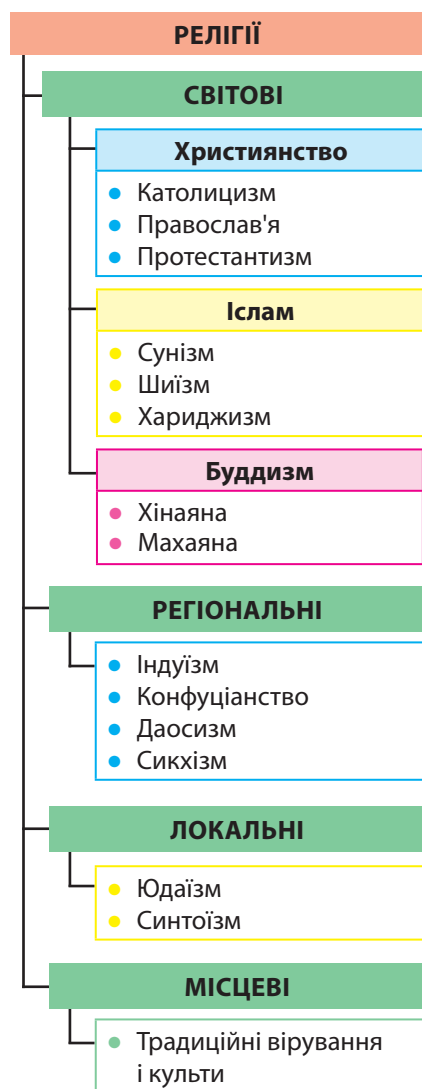 РЕЛІГІЇ
СВІТОВІ
Християнство
Католицизм
Православ'я
Протестантизм
Іслам
Сунізм
Шиїзм
Хариджизм
Буддизм
Хінаяна
Махаяна
РЕГІОНАЛЬНІ
Індуїзм
Конфуціанство
Даосизм
Сикхізм
ЛОКАЛЬНІ
Юдаїзм
Синтоїзм
МІСЦЕВІ
Традиційні вірування
і культи